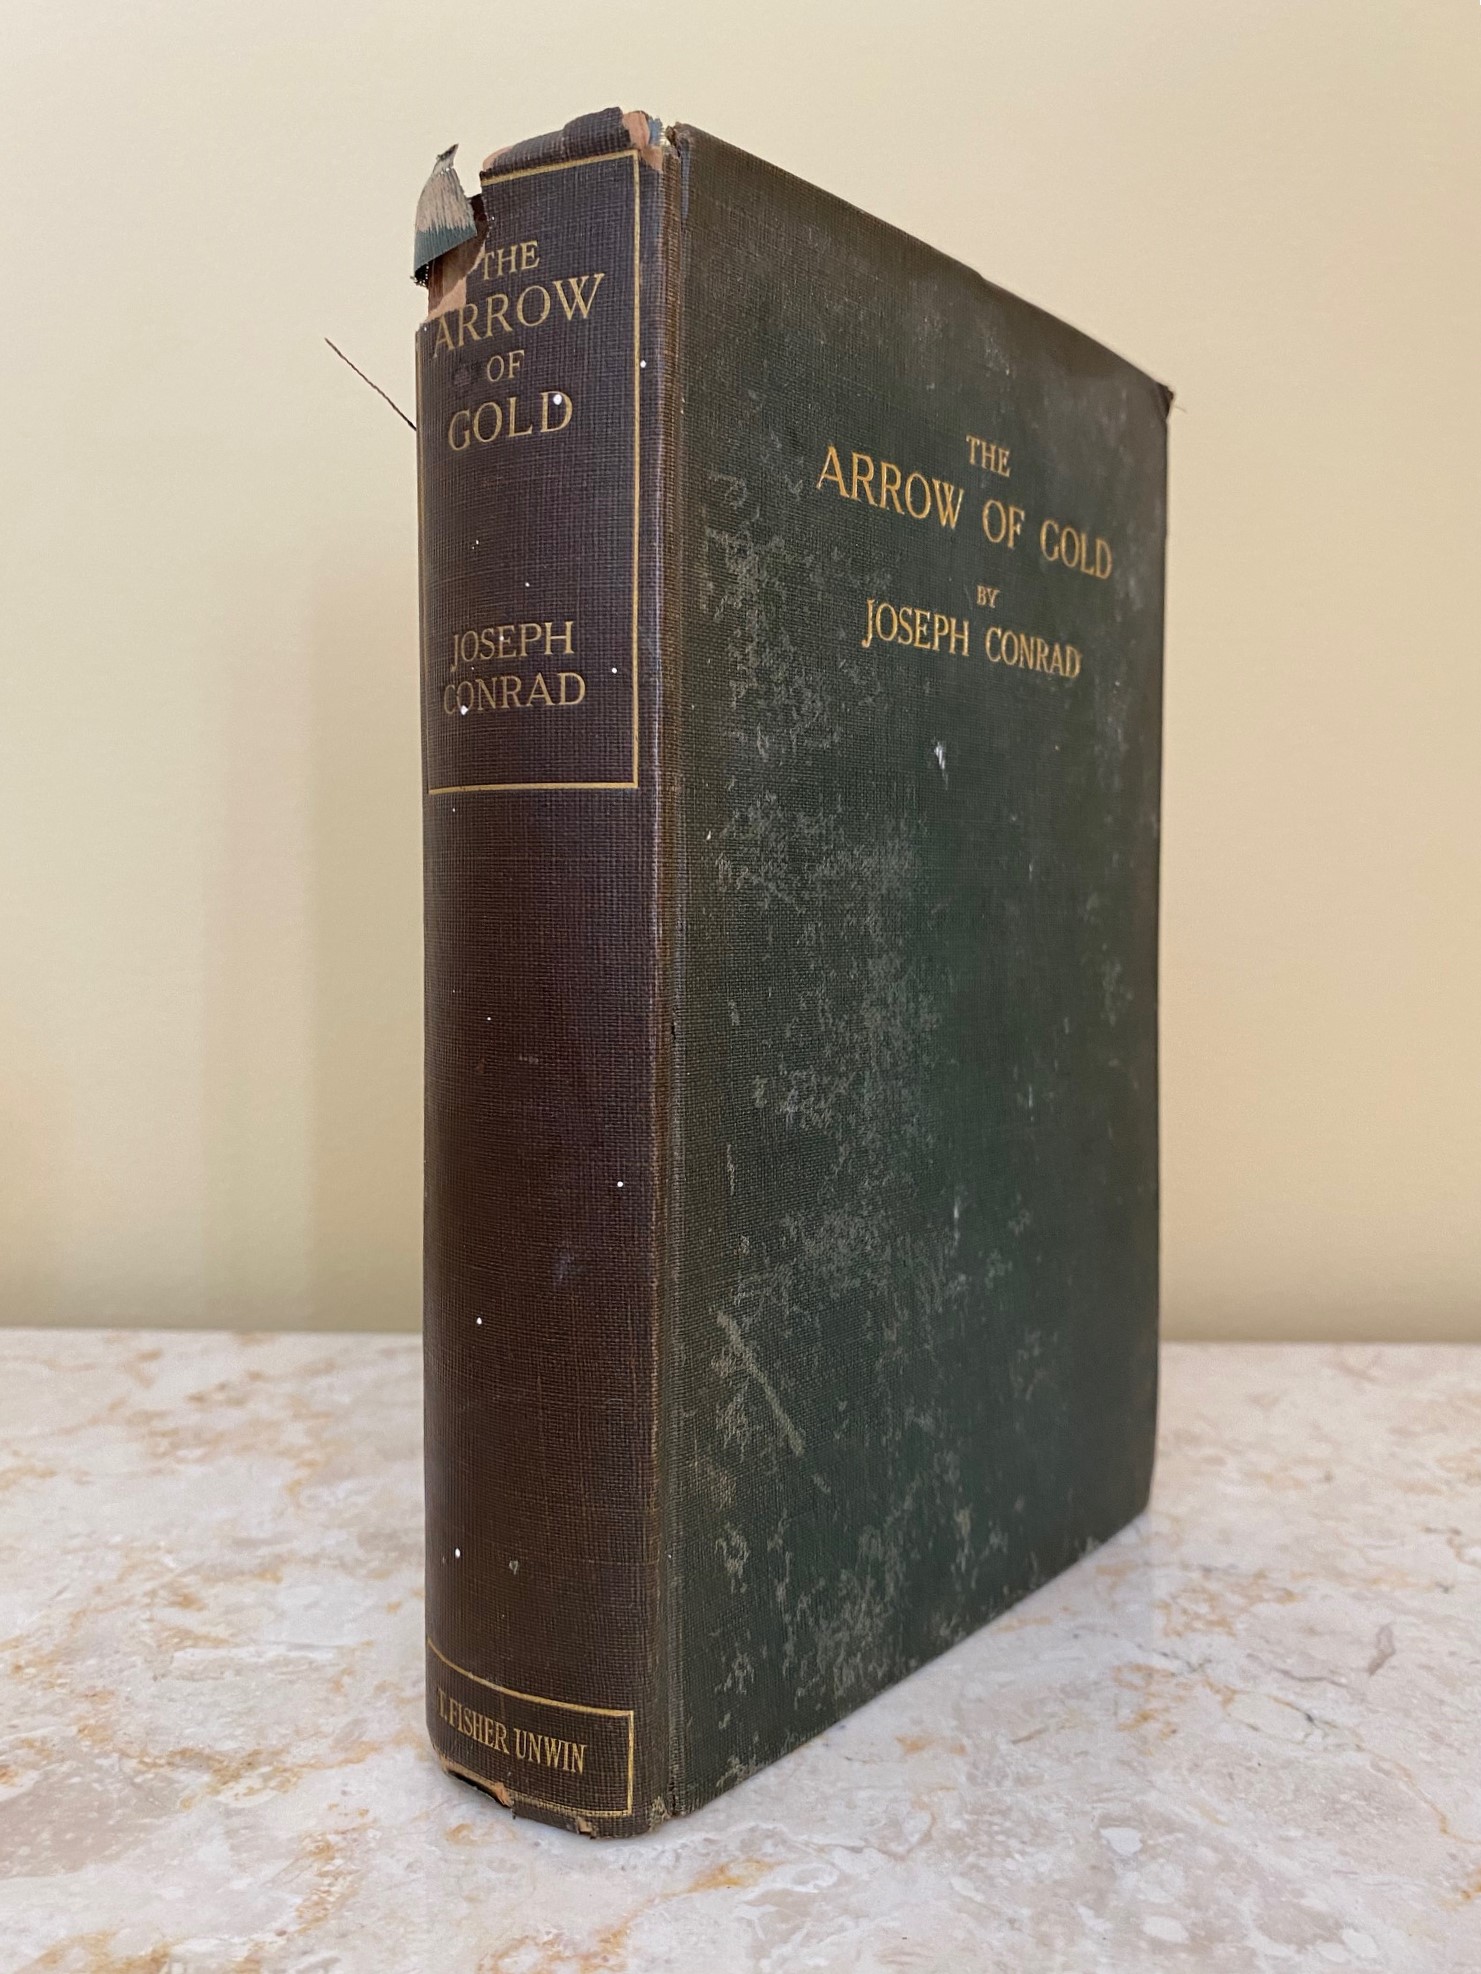 THE
ARROW
OF
GOLD
JOSEPH
CONRAD
T. FISHER UNWIN
THE
ARROW OF GOLD
BY
JOSEPH CONRAD